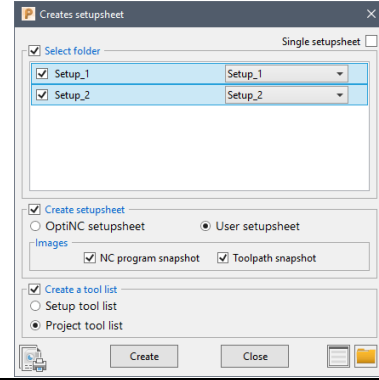 P Creates setupsheet
Single setupsheet
Select folder
Setup_1 Setup_1
Setup_2 Setup_2
Create setupsheet
OptiNC setupsheet User setupsheet
Images
NC program snapshot Toolpath snapshot
Create a tool list
Setup tool list
Project tool list
Create Close